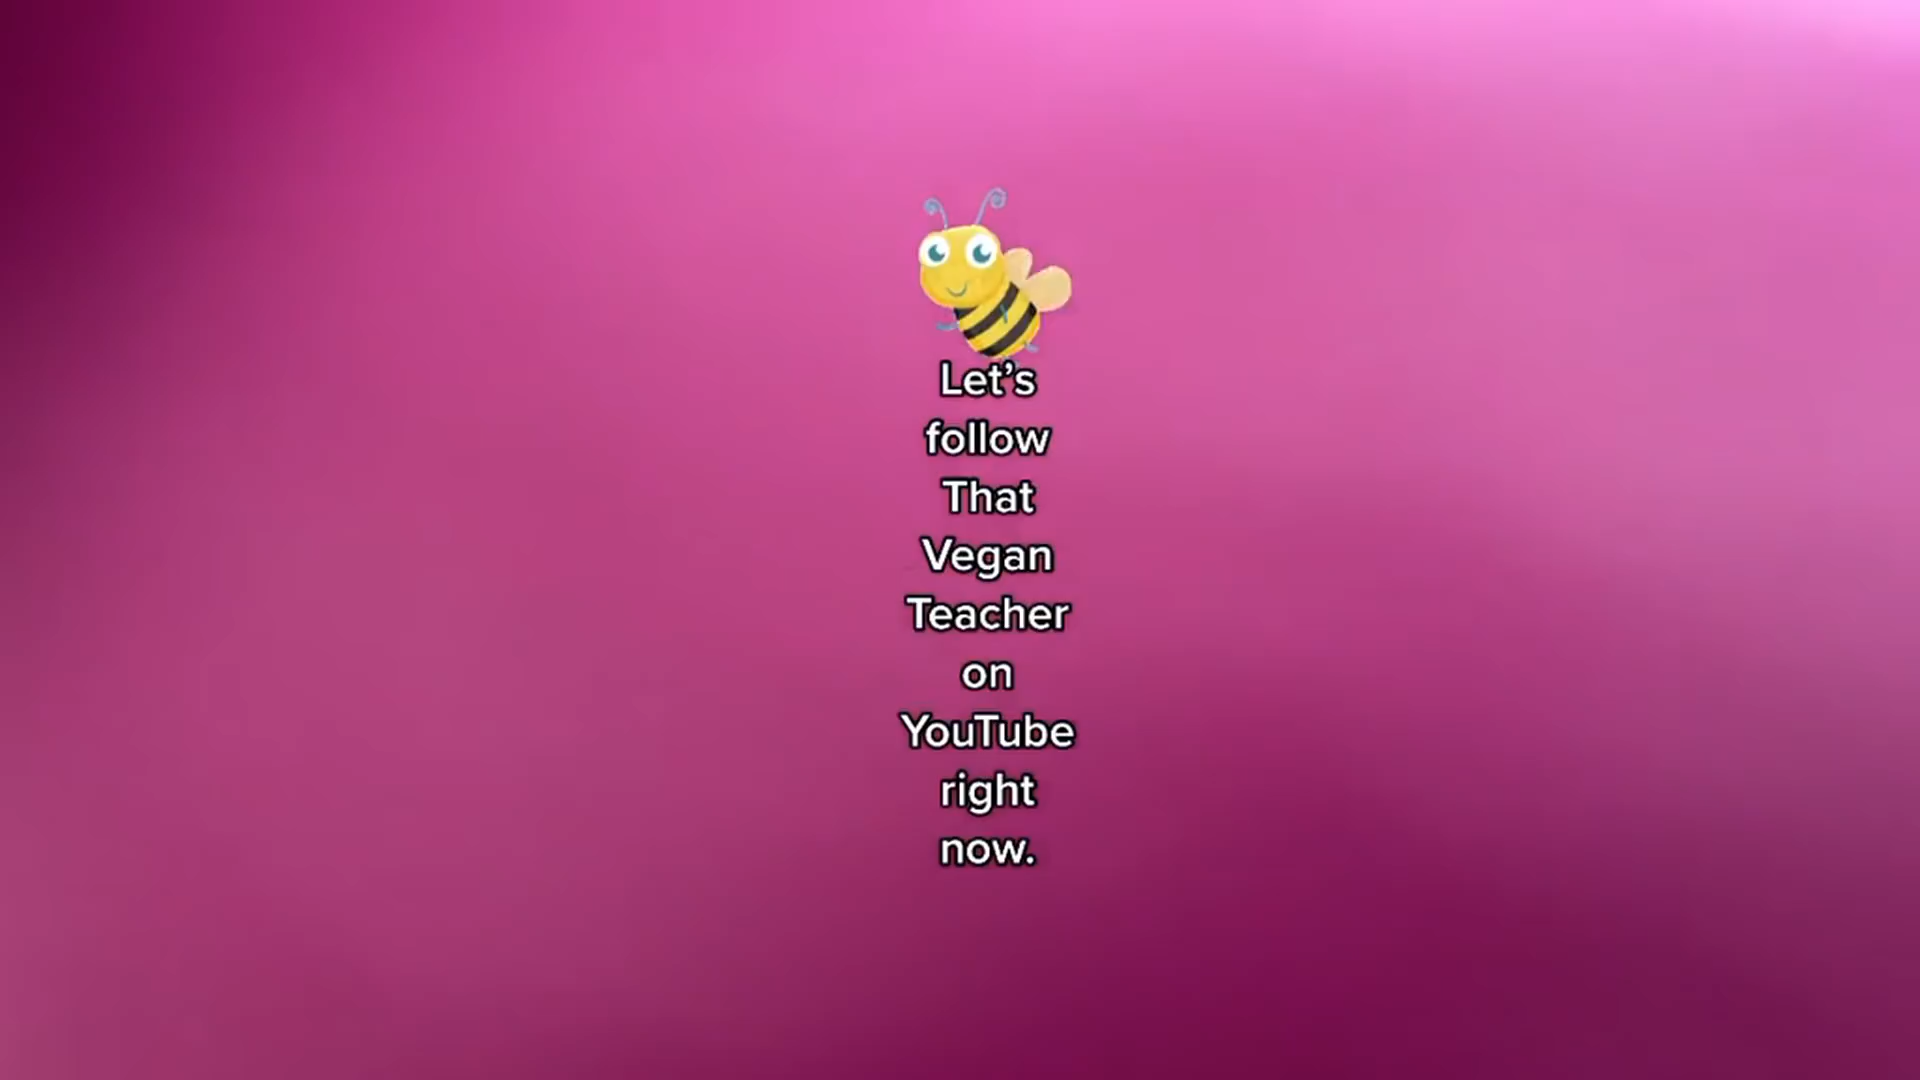 Let’s
follow
That
Vegan
Teacher
on
YouTube
right
now.